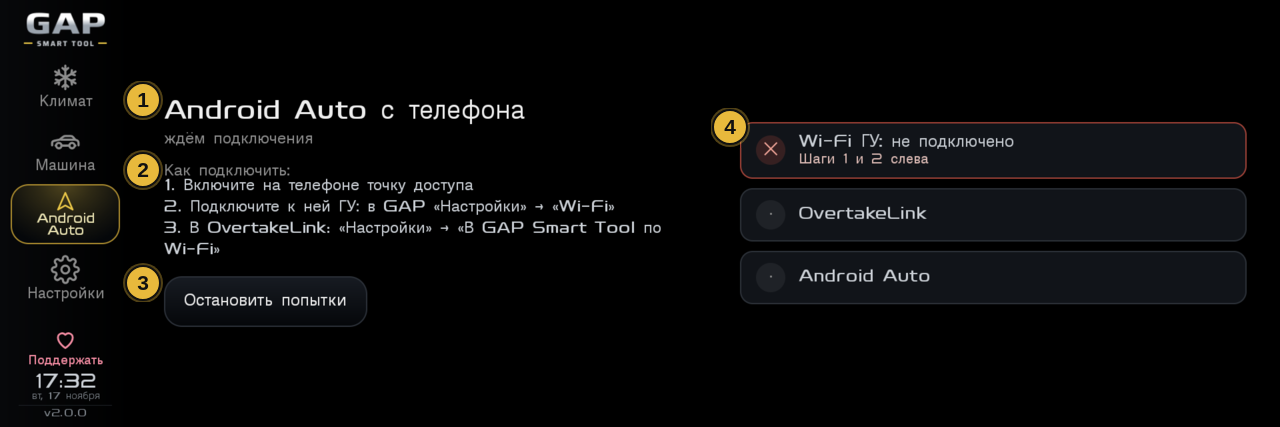 GAP
SMART TOOL
Климат
Машина
Android
Auto
Настройки
Поддержать
17:32
вт, 17 ноября
v2.0.0
1
Android Auto с телефона
ждём подключения
2
Как подключить:
1. Включите на телефоне точку доступа
2. Подключите к ней ГУ: в GAP «Настройки» → «Wi-Fi»
3. В OvertakeLink: «Настройки» → «В GAP Smart Tool по
Wi-Fi»
3
Остановить попытки
4
Wi-Fi ГУ: не подключено
Шаги 1 и 2 слева
OvertakeLink
Android Auto